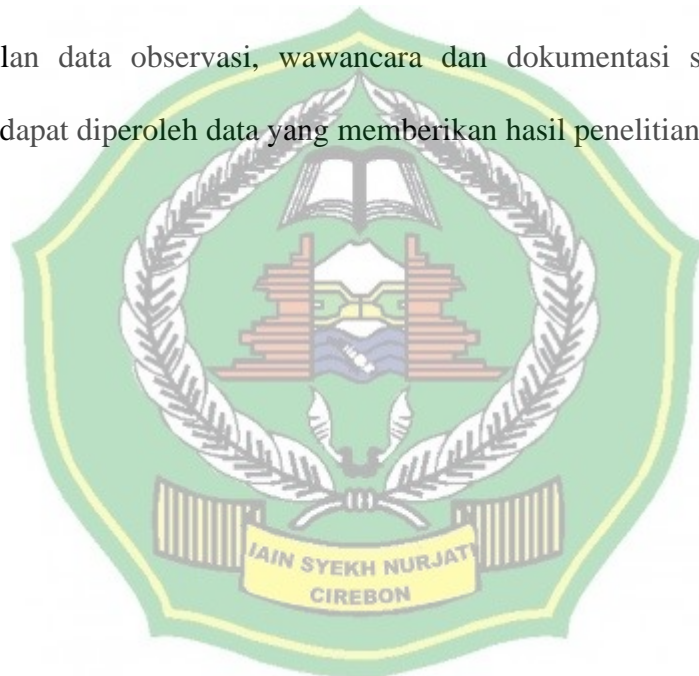 lan data observasi, wawancara dan dokumentasi s
dapat diperoleh data yang memberikan hasil penelitian
IAIN SYEKH NURJATI
CIREBON